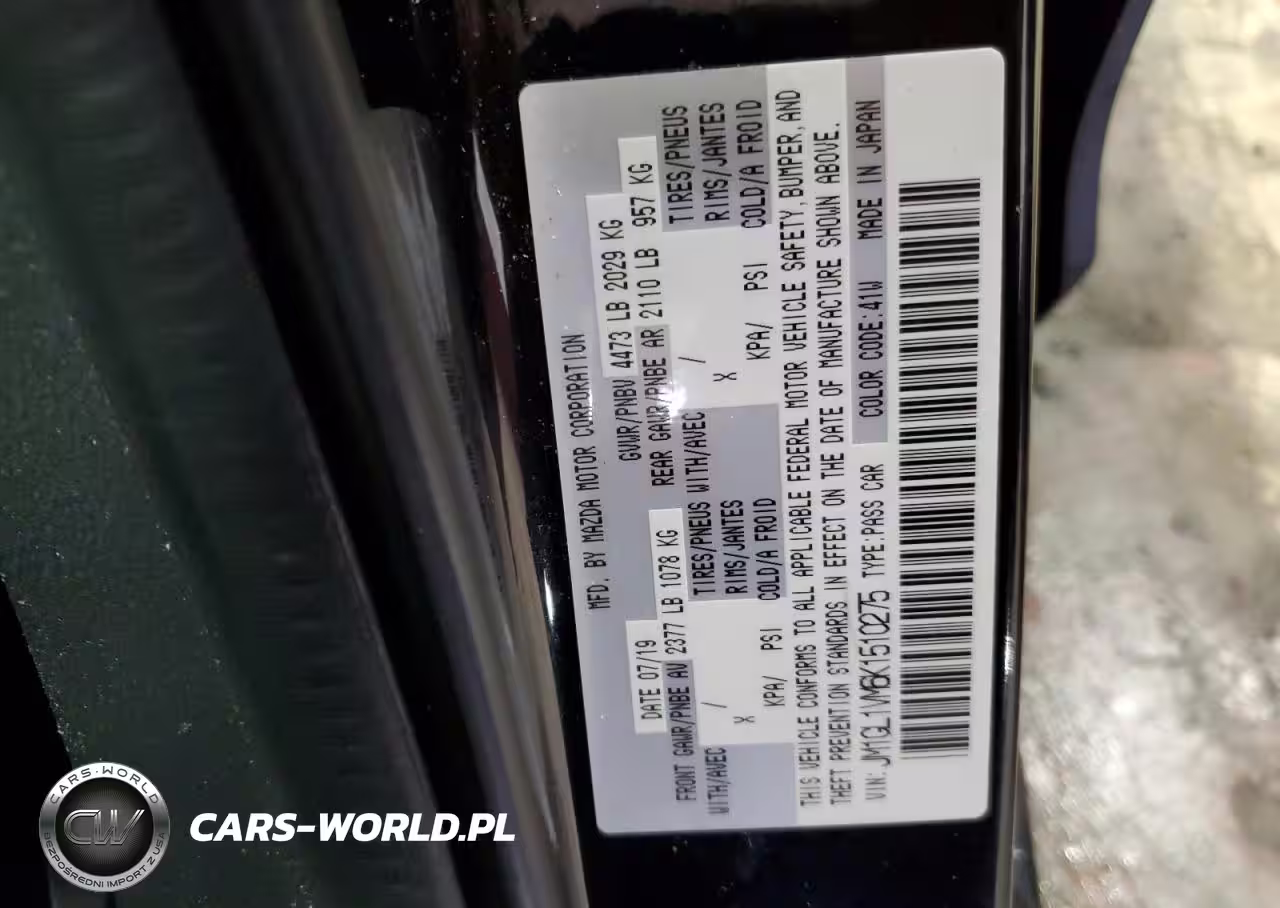 MFD. BY MAZDA MOTOR CORPORATION
DATE 07/19
GVWR/PNBV 4473 LB 2029 KG
FRONT GAWR/PNBE AV 2377 LB 1078 KG
REAR GAWR/PNBE AR 2110 LB 957 KG
WITH/AVEC / TIRES/PNEUS WITH/AVEC / TIRES/PNEUS
X RIMS/JANTES X RIMS/JANTES
KPA/ PSI COLD/A FROID KPA/ PSI COLD/A FROID
THIS VEHICLE CONFORMS TO ALL APPLICABLE FEDERAL MOTOR VEHICLE SAFETY, BUMPER, AND
THEFT PREVENTION STANDARDS IN EFFECT ON THE DATE OF MANUFACTURE SHOWN ABOVE.
VIN: JM1GL1VM6K1510275 TYPE:PASS CAR COLOR CODE:41W MADE IN JAPAN
CARS-WORLD
CW
BEZPOŚREDNI IMPORT Z USA
CARS-WORLD.PL